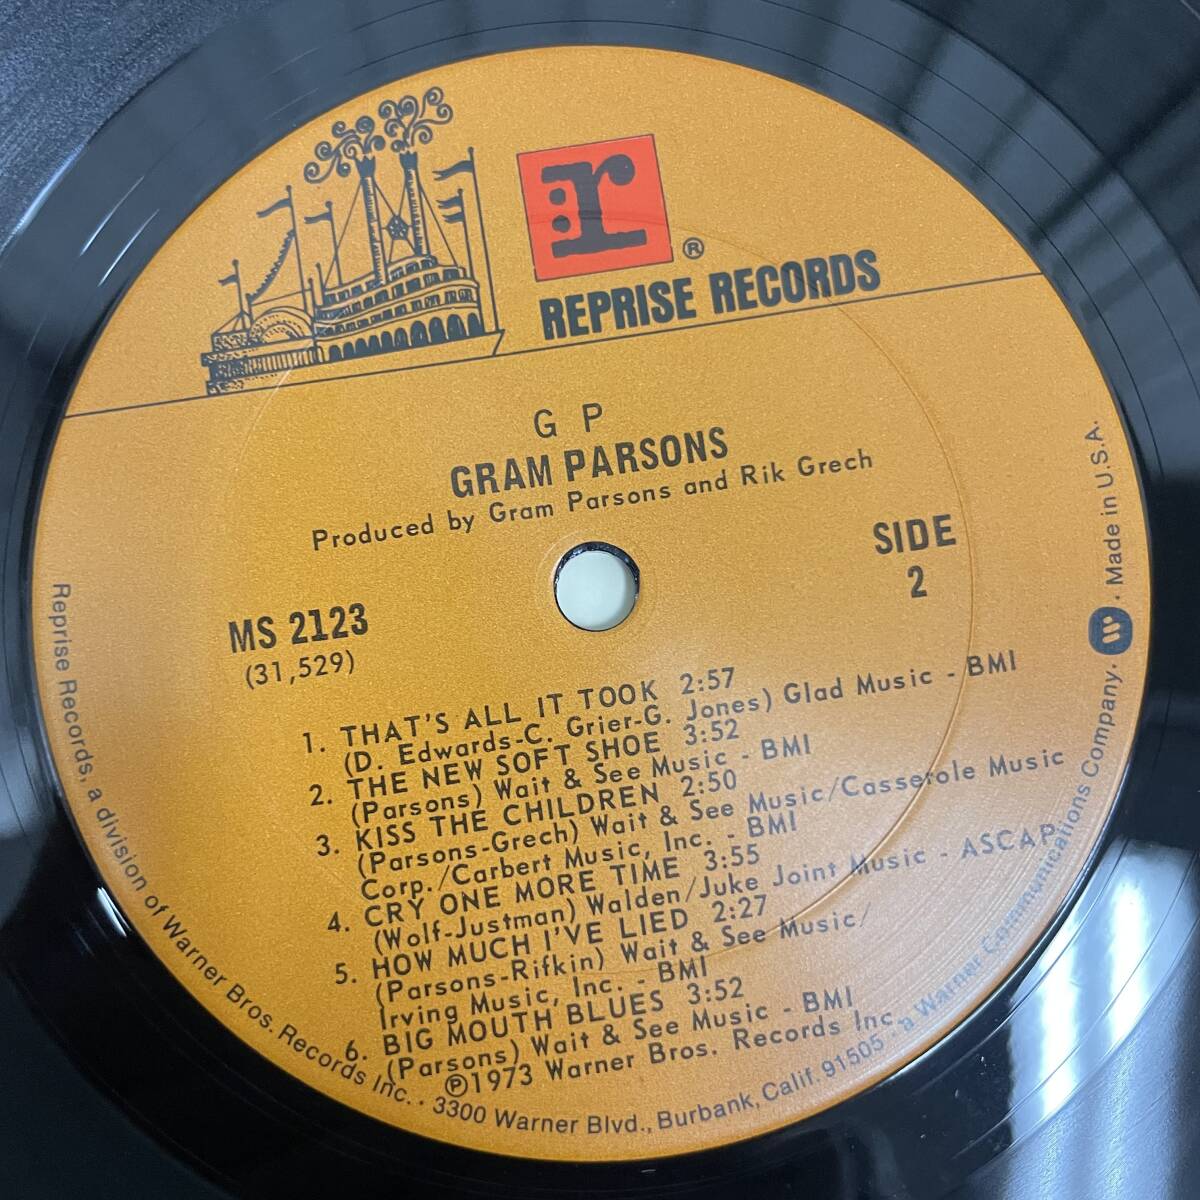 r
®
REPRISE RECORDS
G P
GRAM PARSONS
Produced by Gram Parsons and Rik Grech
SIDE
2
MS 2123
(31,529)
1. THAT'S ALL IT TOOK 2:57
(D. Edwards-C. Grier-G. Jones) Glad Music - BMI
2. THE NEW SOFT SHOE 3:52
(Parsons) Wait & See Music - BMI
3. KISS THE CHILDREN 2:50
(Parsons-Grech) Wait & See Music/Casserole Music
Corp./Carbert Music, Inc. - BMI
4. CRY ONE MORE TIME 3:55
(Wolf-Justman) Walden/Juke Joint Music - ASCAP
5. HOW MUCH I'VE LIED 2:27
(Parsons-Rifkin) Wait & See Music/
Irving Music, Inc. - BMI
6. BIG MOUTH BLUES 3:52
(Parsons) Wait & See Music - BMI
℗1973 Warner Bros. Records Inc.
Reprise Records, a division of Warner Bros. Records Inc. · 3300 Warner Blvd., Burbank, Calif. 91505 · a Warner Communications Company. W · Made in U.S.A.